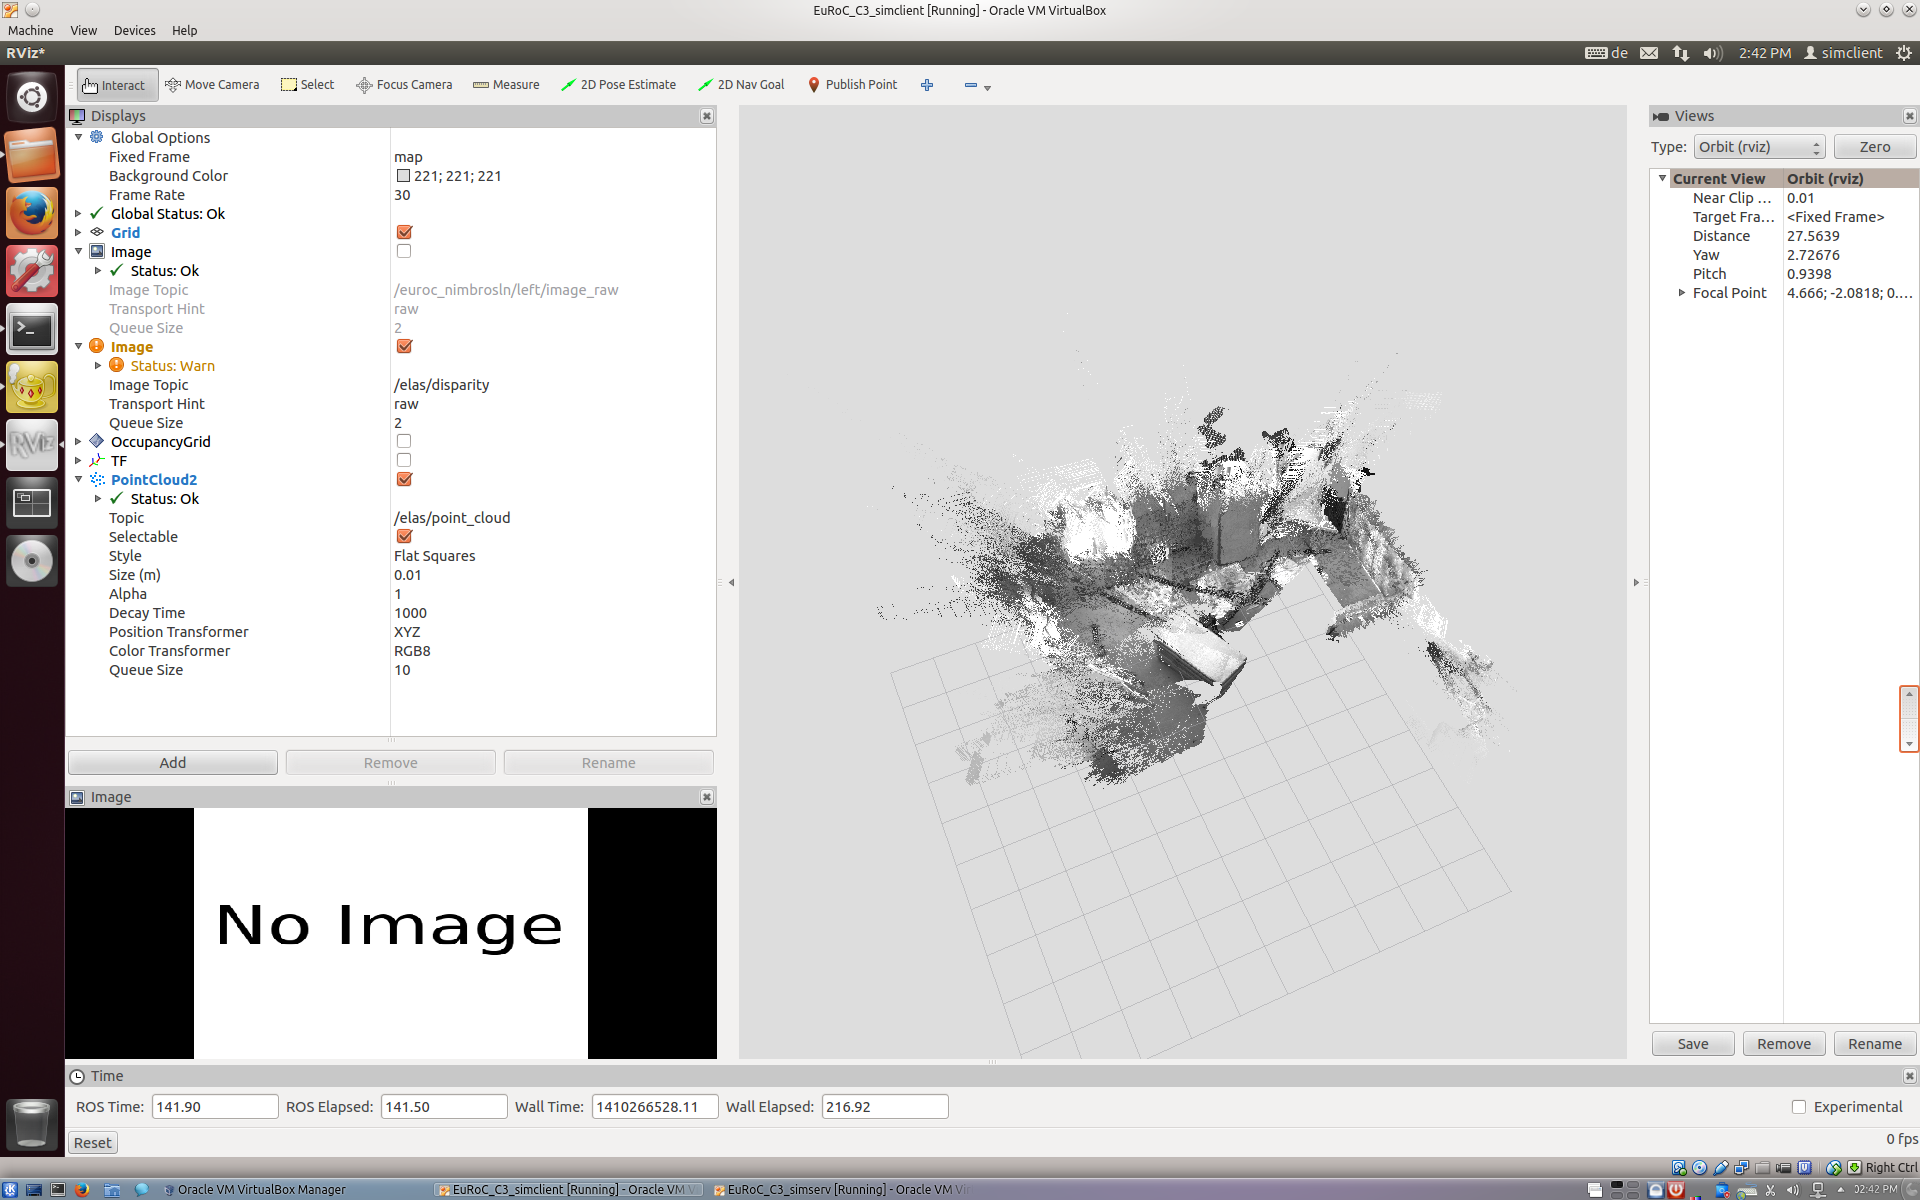 EuRoC_C3_simclient [Running] - Oracle VM VirtualBox
Machine View Devices Help
RViz*
de 2:42 PM simclient
Interact Move Camera Select Focus Camera Measure 2D Pose Estimate 2D Nav Goal Publish Point
Displays
Global Options
Fixed Frame map
Background Color 221; 221; 221
Frame Rate 30
Global Status: Ok
Grid
Image
Status: Ok
Image Topic /euroc_nimbrosln/left/image_raw
Transport Hint raw
Queue Size 2
Image
Status: Warn
Image Topic /elas/disparity
Transport Hint raw
Queue Size 2
OccupancyGrid
TF
PointCloud2
Status: Ok
Topic /elas/point_cloud
Selectable
Style Flat Squares
Size (m) 0.01
Alpha 1
Decay Time 1000
Position Transformer XYZ
Color Transformer RGB8
Queue Size 10
Add Remove Rename
Image
No Image
Views
Type: Orbit (rviz) Zero
Current View Orbit (rviz)
Near Clip ... 0.01
Target Fra... <Fixed Frame>
Distance 27.5639
Yaw 2.72676
Pitch 0.9398
Focal Point 4.666; -2.0818; 0....
Save Remove Rename
RViz
Time
ROS Time: 141.90 ROS Elapsed: 141.50 Wall Time: 1410266528.11 Wall Elapsed: 216.92 Experimental
Reset 0 fps
Right Ctrl
Oracle VM VirtualBox Manager EuRoC_C3_simclient [Running] - Oracle VM V EuRoC_C3_simserv [Running] - Oracle VM Vi 02:42 PM